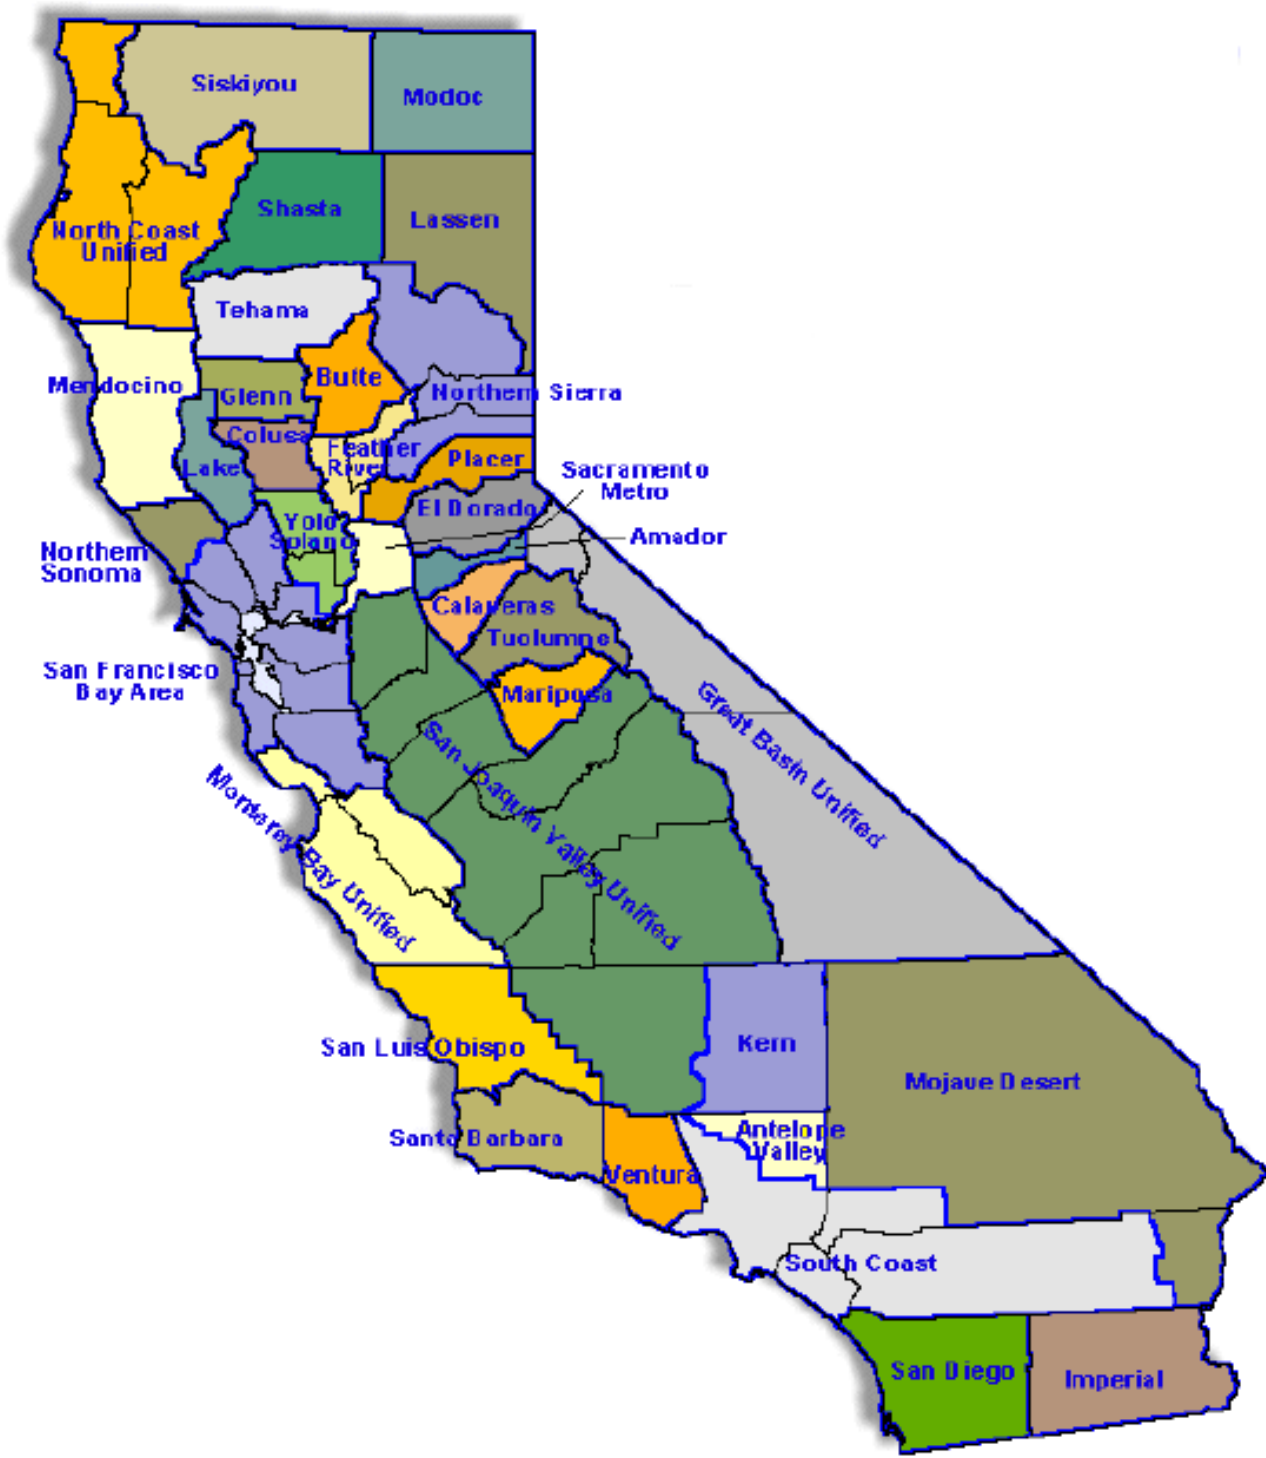 Siskiyou
Modoc
Shasta
Lassen
North Coast
Unified
Tehama
Mendocino
Glenn
Butte
Northern Sierra
Colusa
Feather
River
Lake
Placer
Sacramento
Metro
El Dorado
Yolo
Solano
Amador
Northern
Sonoma
Calaveras
Tuolumne
San Francisco
Bay Area
Mariposa
Great Basin Unified
San Joaquin Valley Unified
Monterey Bay Unified
San Luis Obispo
Kern
Mojave Desert
Santa Barbara
Antelope
Valley
Ventura
South Coast
San Diego
Imperial